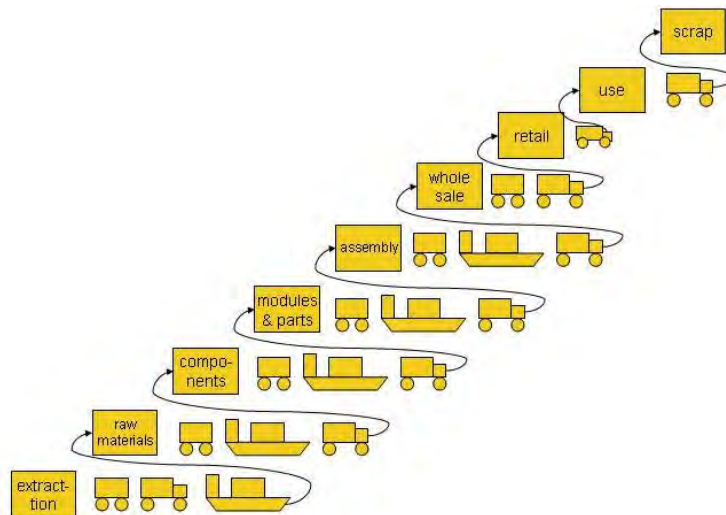 scrap
use
retail
whole
sale
assembly
modules
& parts
compo-
nents
raw
materials
extract-
tion